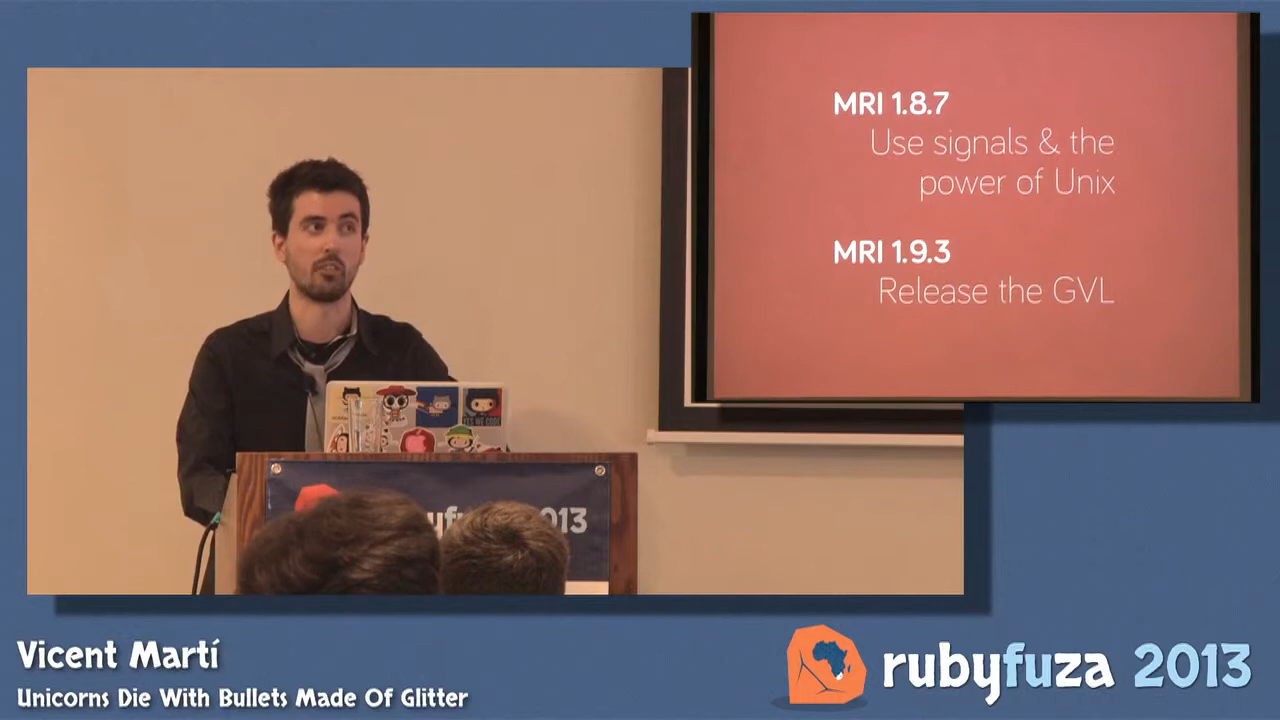 MRI 1.8.7
Use signals & the
power of Unix
MRI 1.9.3
Release the GVL
2013
Vicent Martí
Unicorns Die With Bullets Made Of Glitter
rubyfuza 2013